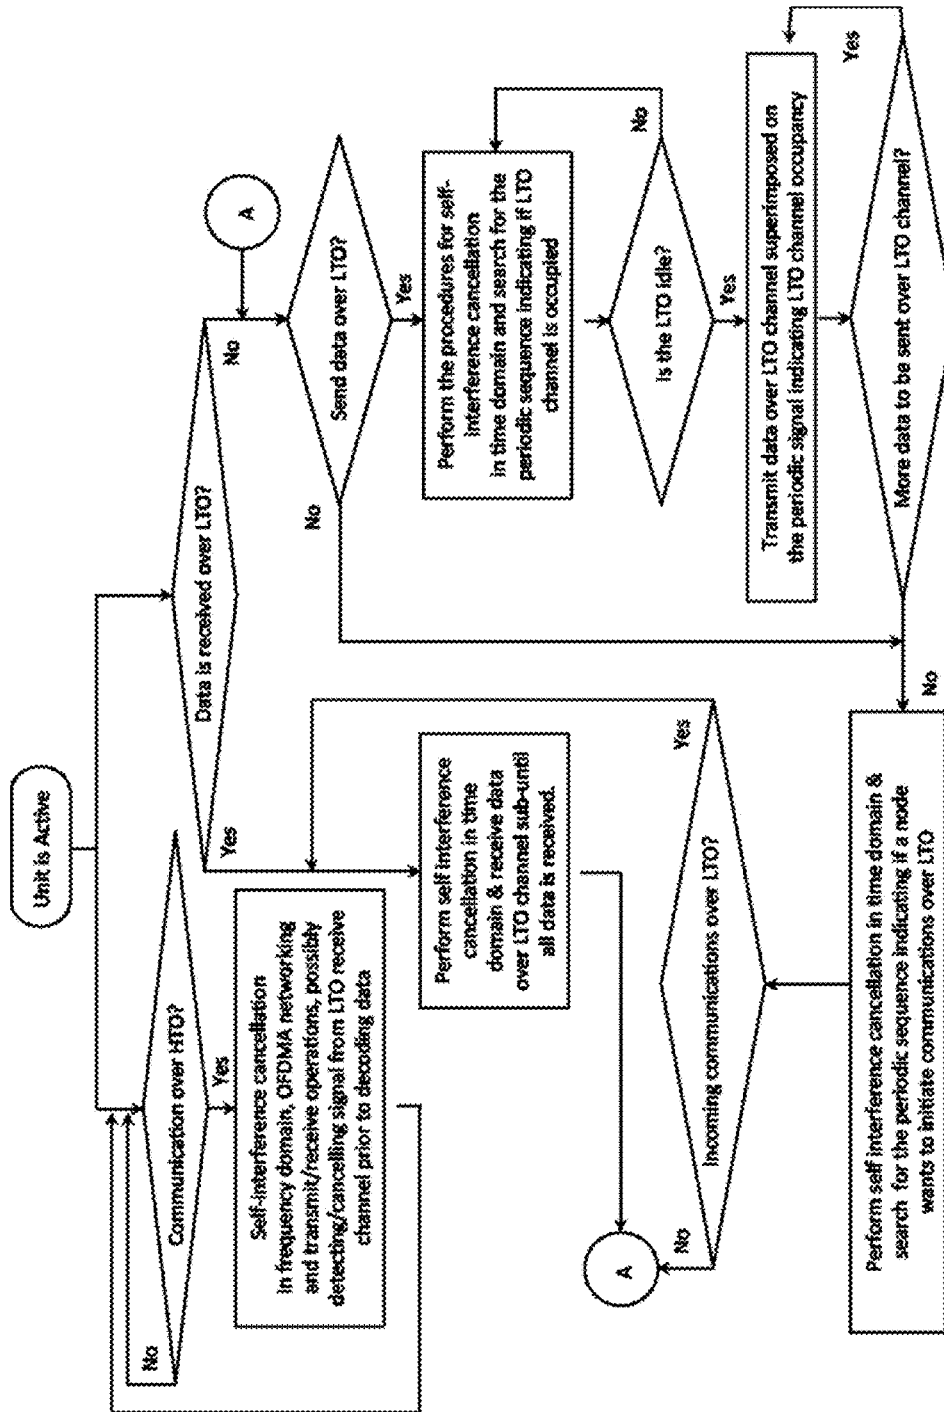 Unit is Active
Communication over HTO?
No
Yes
Self-interference cancellation
in frequency domain, OFDMA networking
and transmit/receive operations, possibly
detecting/cancelling signal from LTO receive
channel prior to decoding data
Data is received over LTO?
Yes
No
A
Send data over LTO?
No
Yes
Perform the procedures for self-
interference cancellation
in time domain and search for the
periodic sequence indicating if LTO
channel is occupied
Is the LTO idle?
No
Yes
Transmit data over LTO channel superimposed on
the periodic signal indicating LTO channel occupancy
More data to be sent over LTO channel?
Yes
No
Perform self interference
cancellation in time
domain & receive data
over LTO channel sub-until
all data is received.
A
Incoming communications over LTO?
No
Yes
Perform self interference cancellation in time domain &
search for the periodic sequence indicating if a node
wants to initiate communications over LTO